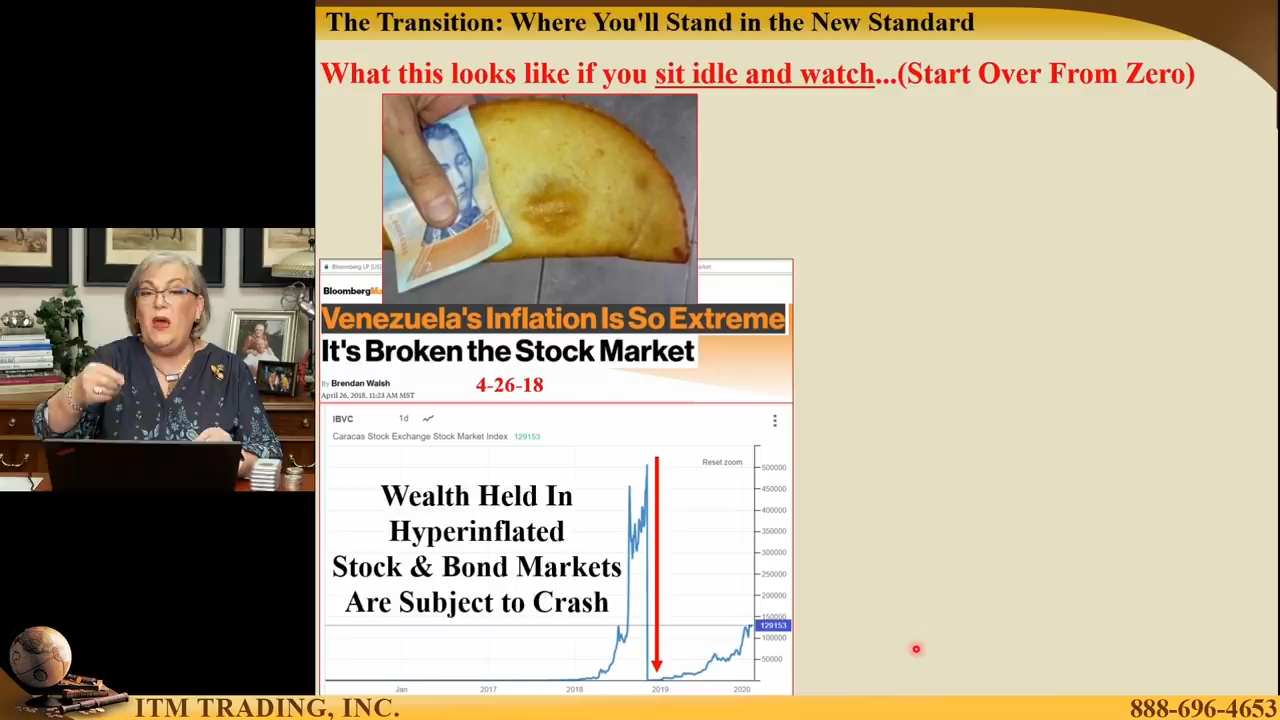 The Transition: Where You'll Stand in the New Standard
What this looks like if you sit idle and watch...(Start Over From Zero)
Bloomberg
Venezuela's Inflation Is So Extreme
It's Broken the Stock Market
By Brendan Walsh
4-26-18
April 26, 2018, 11:23 AM MST
IBVC 1d
Caracas Stock Exchange Stock Market Index 129153
Reset zoom
Wealth Held In
Hyperinflated
Stock & Bond Markets
Are Subject to Crash
500000
450000
400000
350000
300000
250000
200000
150000
129153
100000
50000
Jan 2017 2018 2019 2020
ITM TRADING, INC.
888-696-4653